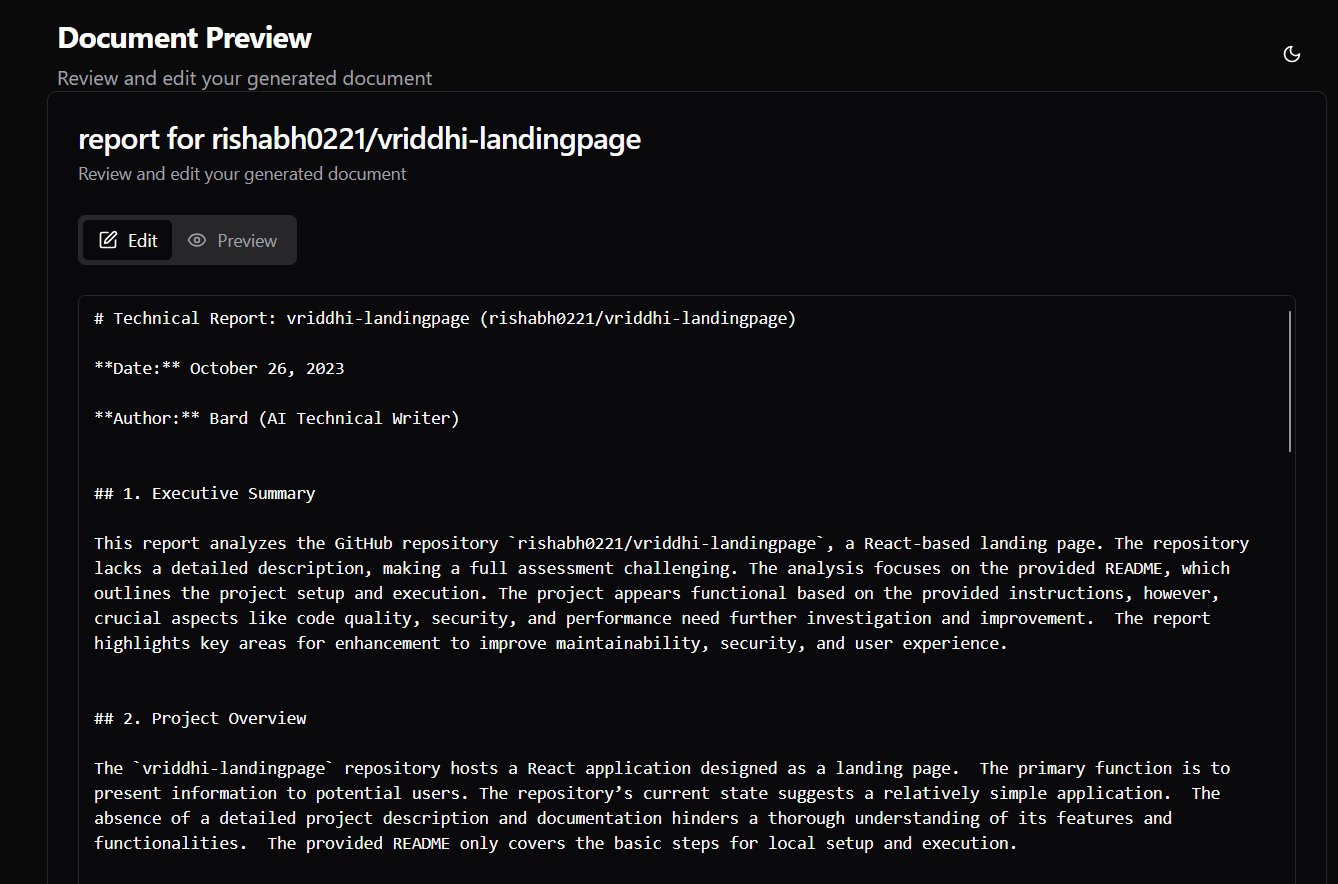 Document Preview
Review and edit your generated document
report for rishabh0221/vriddhi-landingpage
Review and edit your generated document
Edit Preview
# Technical Report: vriddhi-landingpage (rishabh0221/vriddhi-landingpage)
**Date:** October 26, 2023
**Author:** Bard (AI Technical Writer)
## 1. Executive Summary
This report analyzes the GitHub repository `rishabh0221/vriddhi-landingpage`, a React-based landing page. The repository
lacks a detailed description, making a full assessment challenging. The analysis focuses on the provided README, which
outlines the project setup and execution. The project appears functional based on the provided instructions, however,
crucial aspects like code quality, security, and performance need further investigation and improvement.  The report
highlights key areas for enhancement to improve maintainability, security, and user experience.
## 2. Project Overview
The `vriddhi-landingpage` repository hosts a React application designed as a landing page.  The primary function is to
present information to potential users. The repository’s current state suggests a relatively simple application.  The
absence of a detailed project description and documentation hinders a thorough understanding of its features and
functionalities.  The provided README only covers the basic steps for local setup and execution.